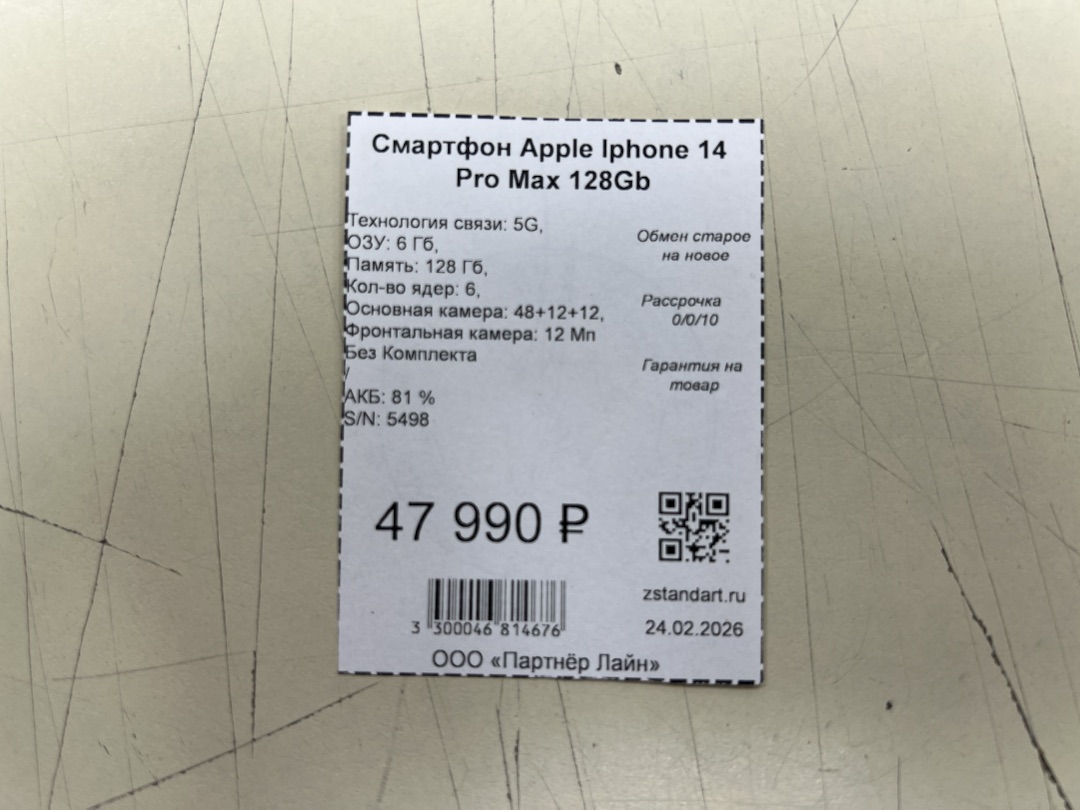 Смартфон Apple Iphone 14
Pro Max 128Gb
Технология связи: 5G,
ОЗУ: 6 Гб,
Память: 128 Гб,
Кол-во ядер: 6,
Основная камера: 48+12+12,
Фронтальная камера: 12 Мп
Без Комплекта
/
АКБ: 81 %
S/N: 5498
Обмен старое
на новое
Рассрочка
0/0/10
Гарантия на
товар
47 990 ₽
zstandart.ru
3 300046 814676
24.02.2026
ООО «Партнёр Лайн»